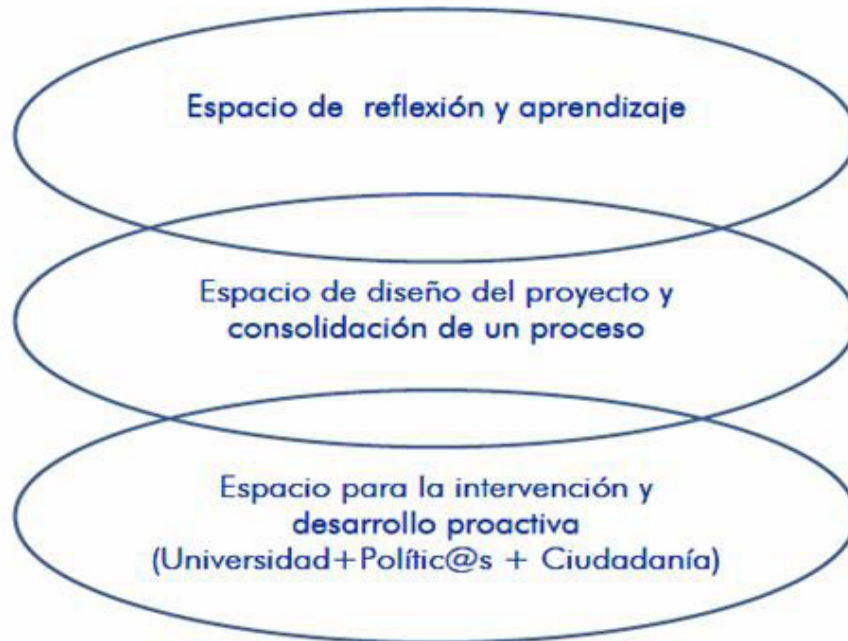 Espacio de reflexión y aprendizaje
Espacio de diseño del proyecto y
consolidación de un proceso
Espacio para la intervención y
desarrollo proactiva
(Universidad+Polític@s + Ciudadanía)